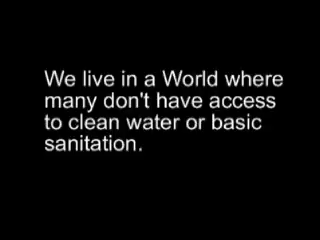 We live in a World where
many don't have access
to clean water or basic
sanitation.